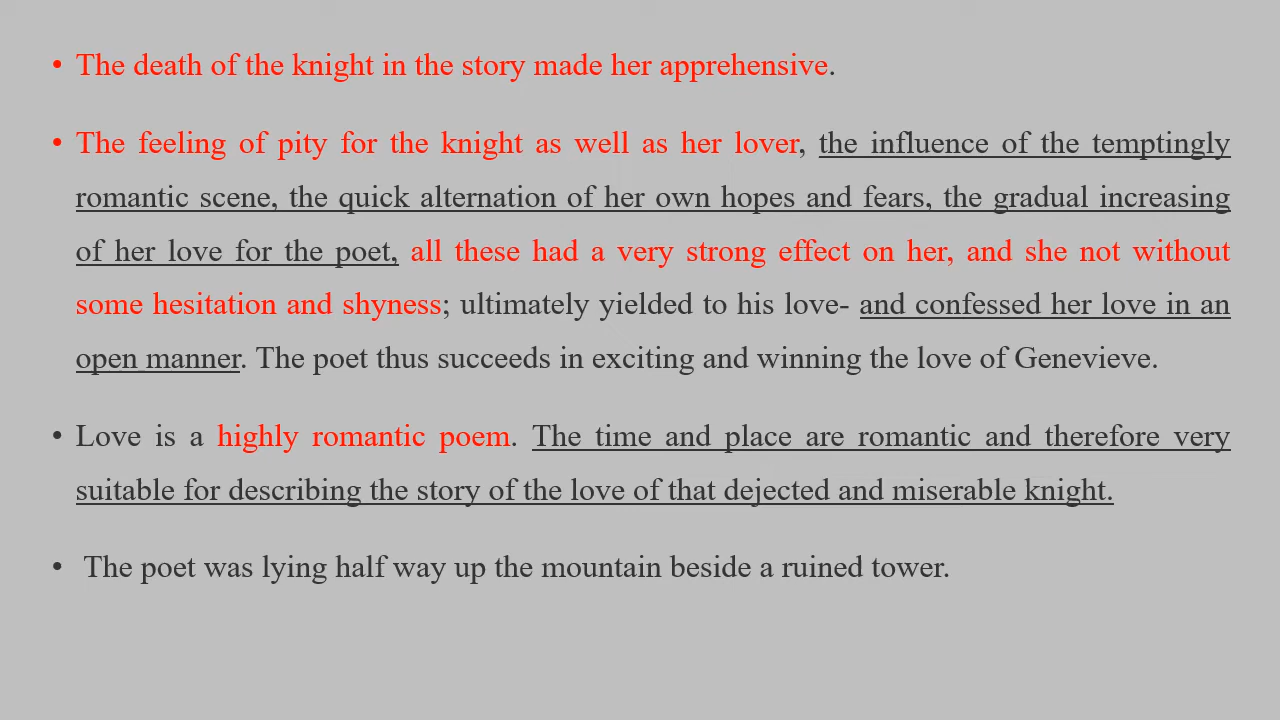 • The death of the knight in the story made her apprehensive.
• The feeling of pity for the knight as well as her lover, the influence of the temptingly
romantic scene, the quick alternation of her own hopes and fears, the gradual increasing
of her love for the poet, all these had a very strong effect on her, and she not without
some hesitation and shyness; ultimately yielded to his love- and confessed her love in an
open manner. The poet thus succeeds in exciting and winning the love of Genevieve.
• Love is a highly romantic poem. The time and place are romantic and therefore very
suitable for describing the story of the love of that dejected and miserable knight.
• The poet was lying half way up the mountain beside a ruined tower.